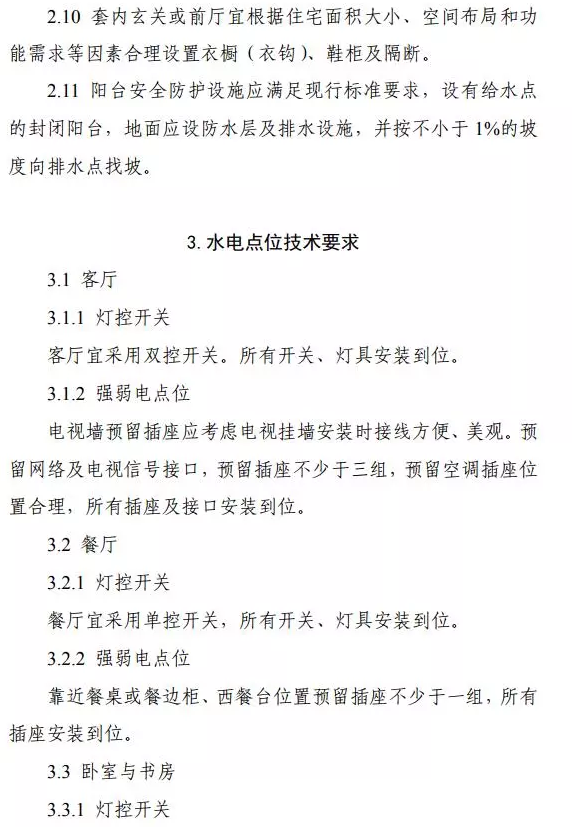 2.10 套内玄关或前厅宜根据住宅面积大小、空间布局和功
能需求等因素合理设置衣橱（衣钩）、鞋柜及隔断。
2.11 阳台安全防护设施应满足现行标准要求，设有给水点
的封闭阳台，地面应设防水层及排水设施，并按不小于 1%的坡
度向排水点找坡。
3. 水电点位技术要求
3.1 客厅
3.1.1 灯控开关
客厅宜采用双控开关。所有开关、灯具安装到位。
3.1.2 强弱电点位
电视墙预留插座应考虑电视挂墙安装时接线方便、美观。预
留网络及电视信号接口，预留插座不少于三组，预留空调插座位
置合理，所有插座及接口安装到位。
3.2 餐厅
3.2.1 灯控开关
餐厅宜采用单控开关，所有开关、灯具安装到位。
3.2.2 强弱电点位
靠近餐桌或餐边柜、西餐台位置预留插座不少于一组，所有
插座安装到位。
3.3 卧室与书房
3.3.1 灯控开关